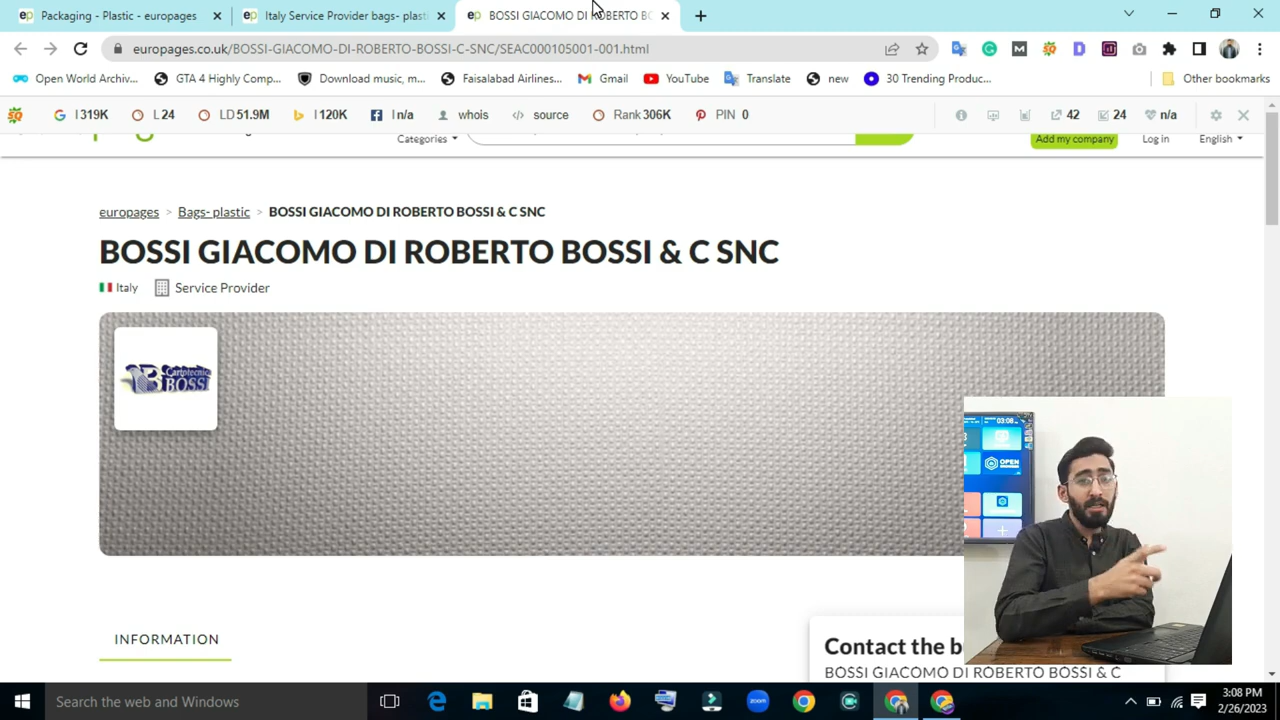 Packaging - Plastic - europages
Italy Service Provider bags- plasti
BOSSI GIACOMO DI ROBERTO BO
europages.co.uk/BOSSI-GIACOMO-DI-ROBERTO-BOSSI-C-SNC/SEAC000105001-001.html
Open World Archiv...
GTA 4 Highly Comp...
Download music, m...
Faisalabad Airlines...
Gmail
YouTube
Translate
new
30 Trending Produc...
Other bookmarks
I 319K
L 24
LD 51.9M
I 120K
I n/a
whois
source
Rank 306K
PIN 0
42
24
n/a
Categories
Add my company
Log in
English
europages > Bags- plastic > BOSSI GIACOMO DI ROBERTO BOSSI & C SNC
BOSSI GIACOMO DI ROBERTO BOSSI & C SNC
Italy
Service Provider
Cartotecnica
BOSSI
03:08
OPEN
INFORMATION
Contact the b
BOSSI GIACOMO DI ROBERTO BOSSI & C
Search the web and Windows
zoom
3:08 PM
2/26/2023